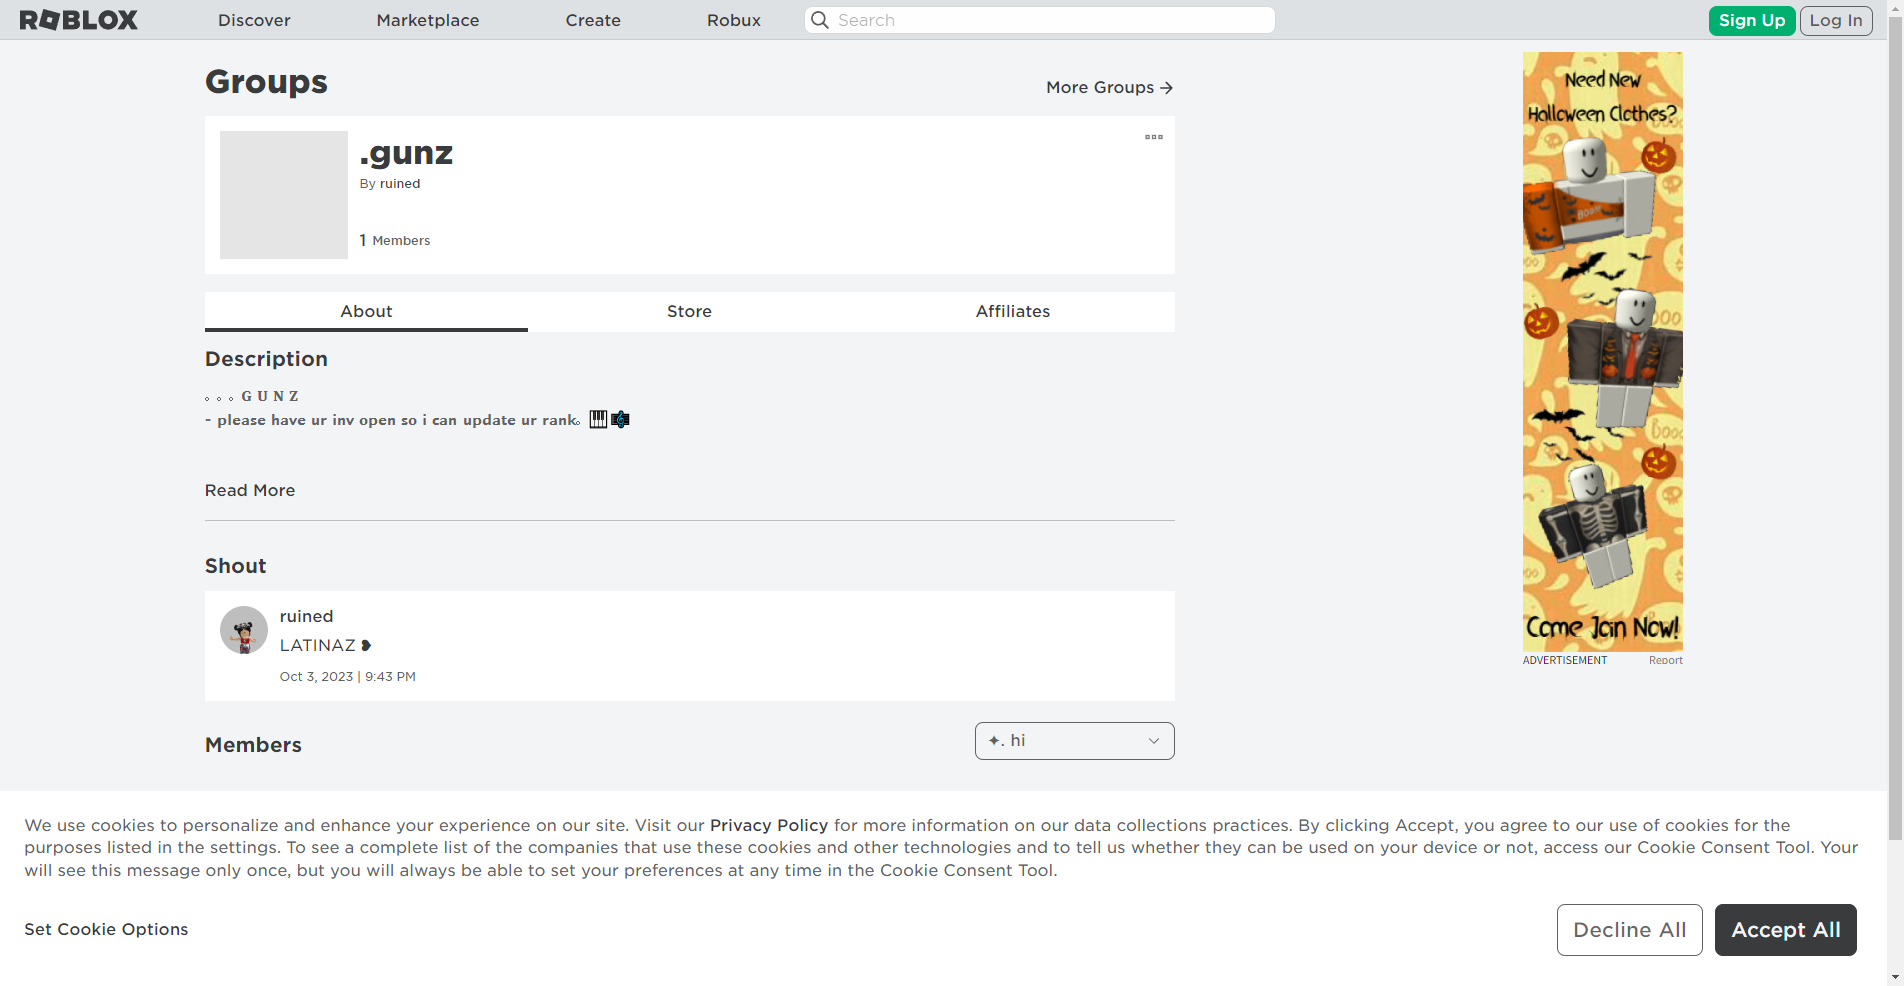 ROBLOX
Discover
Marketplace
Create
Robux
Search
Sign Up
Log In
Groups
More Groups →
.gunz
By ruined
1 Members
About
Store
Affiliates
Description
。。。G U N Z
- please have ur inv open so i can update ur rank。 🎹🎼
Read More
Shout
ruined
LATINAZ ❥
Oct 3, 2023 | 9:43 PM
Members
✦. hi
Need New
Halloween Clothes?
Come Join Now!
ADVERTISEMENT
Report
We use cookies to personalize and enhance your experience on our site. Visit our Privacy Policy for more information on our data collections practices. By clicking Accept, you agree to our use of cookies for the
purposes listed in the settings. To see a complete list of the companies that use these cookies and other technologies and to tell us whether they can be used on your device or not, access our Cookie Consent Tool. Your
will see this message only once, but you will always be able to set your preferences at any time in the Cookie Consent Tool.
Set Cookie Options
Decline All
Accept All